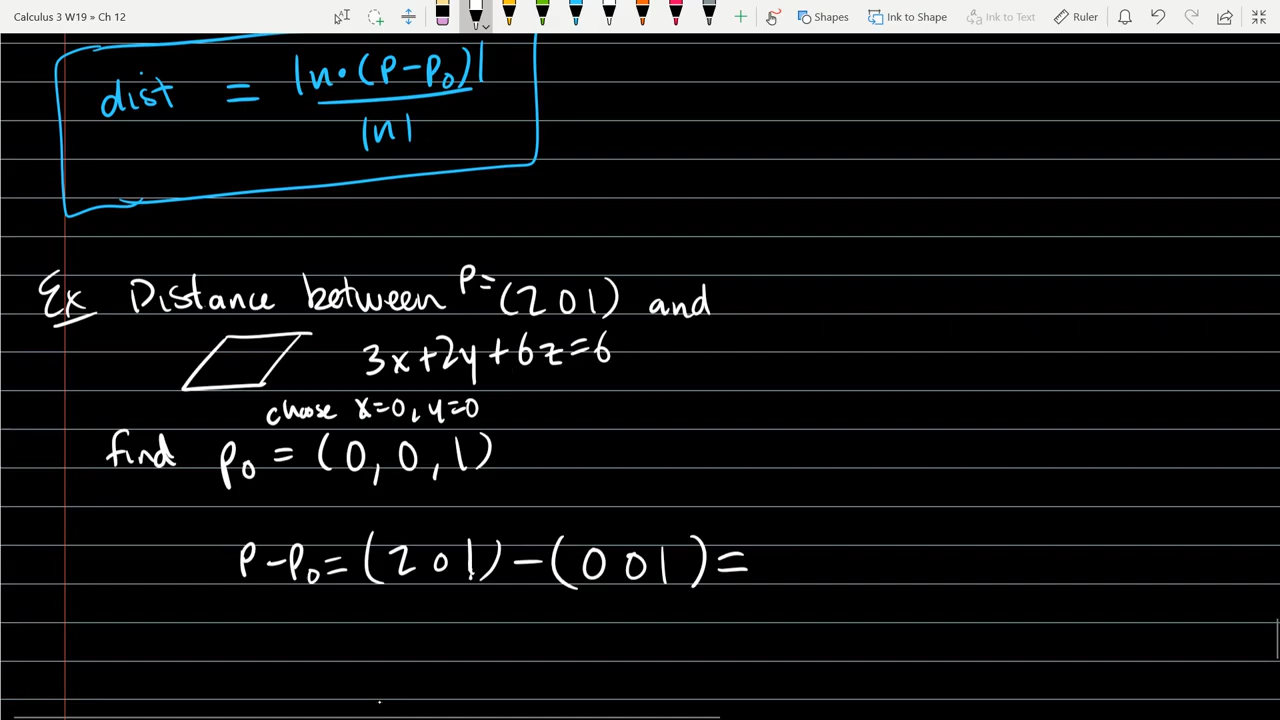 Calculus 3 W19 » Ch 12 Shapes Ink to Shape Ink to Text Ruler
dist = |n•(P-P0)|
|n|
Ex Distance between P=(2 0 1) and
3x+2y+6z=6
choose x=0, y=0
find P0 = (0, 0, 1)
P-P0=(2 0 1)-(0 0 1)=